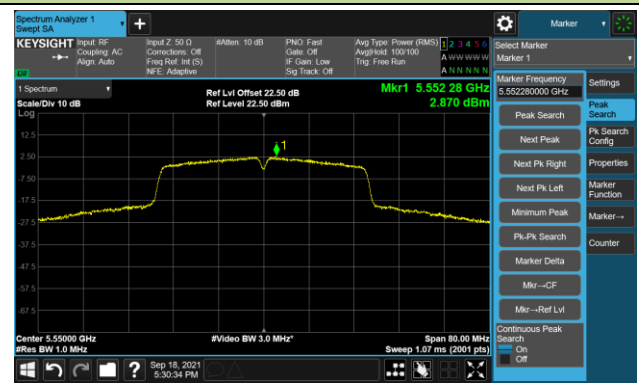 Spectrum Analyzer 1
Swept SA
Marker
KEYSIGHT
Input: RF
Coupling: AC
Align: Auto
Input Z: 50 Ω
Corrections: Off
Freq Ref: Int (S)
NFE: Adaptive
#Atten: 10 dB
PNO: Fast
Gate: Off
IF Gain: Low
Sig Track: Off
Avg Type: Power (RMS)
Avg|Hold: 100/100
Trig: Free Run
1 2 3 4 5 6
A W W W W W
A N N N N N
Select Marker
Marker 1
1 Spectrum
Scale/Div 10 dB
Log
Ref Lvl Offset 22.50 dB
Ref Level 22.50 dBm
Mkr1 5.552 28 GHz
2.870 dBm
1
12.5
2.50
-7.50
-17.5
-27.5
-37.5
-47.5
-57.5
-67.5
Center 5.55000 GHz
#Res BW 1.0 MHz
#Video BW 3.0 MHz*
Span 80.00 MHz
Sweep 1.07 ms (2001 pts)
Marker Frequency
5.552280000 GHz
Peak Search
Next Peak
Next Pk Right
Next Pk Left
Minimum Peak
Pk-Pk Search
Marker Delta
Mkr→CF
Mkr→Ref Lvl
Continuous Peak
Search
On
Off
Settings
Peak
Search
Pk Search
Config
Properties
Marker
Function
Marker→
Counter
?
Sep 18, 2021
5:30:34 PM